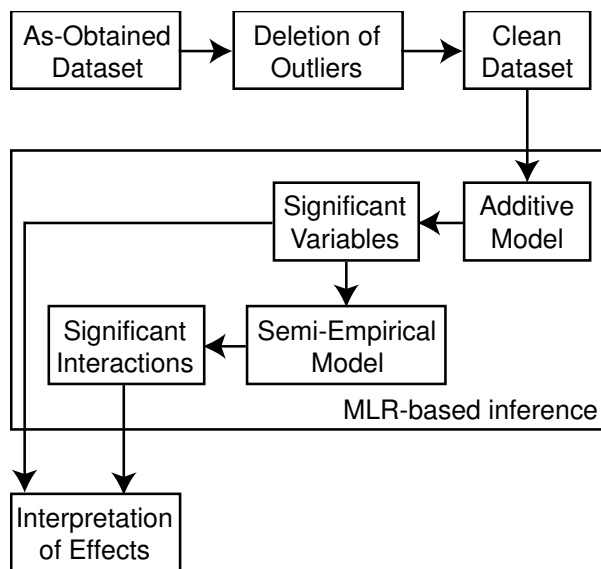 As-Obtained
Dataset
Deletion of
Outliers
Clean
Dataset
Additive
Model
Significant
Variables
Semi-Empirical
Model
Significant
Interactions
MLR-based inference
Interpretation
of Effects